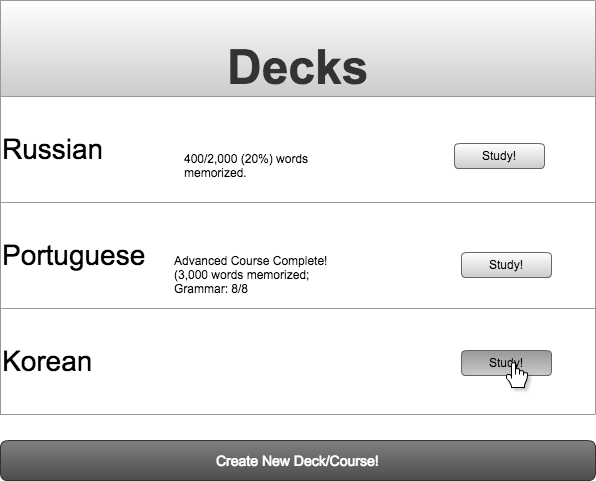 Decks
Russian
400/2,000 (20%) words
memorized.
Study!
Portuguese
Advanced Course Complete!
(3,000 words memorized;
Grammar: 8/8
Study!
Korean
Study!
Create New Deck/Course!